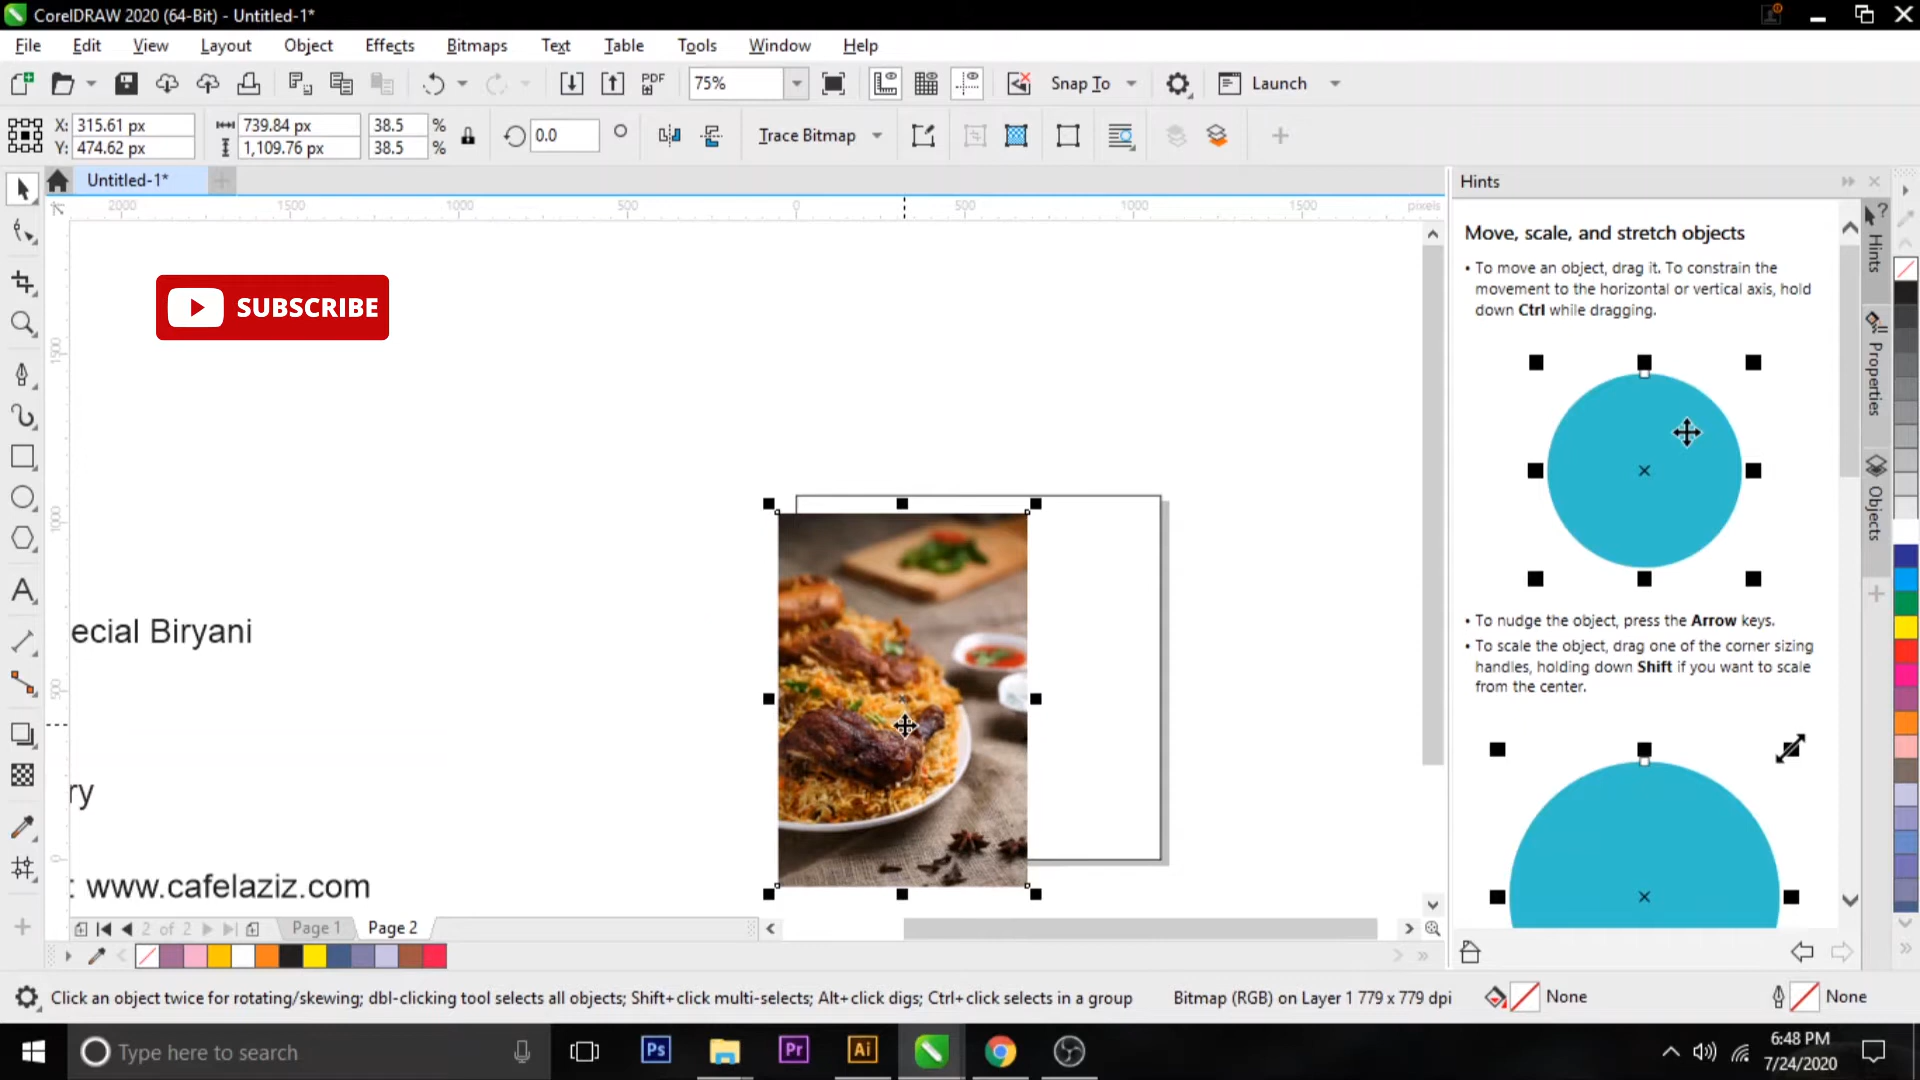 CorelDRAW 2020 (64-Bit) - Untitled-1*
File Edit View Layout Object Effects Bitmaps Text Table Tools Window Help
PDF 75% Snap To Launch
X: 315.61 px 739.84 px 38.5 %
Y: 474.62 px 1,109.76 px 38.5 %
0.0 Trace Bitmap
Untitled-1*
Hints
2000 1500 1000 500 0 500 1000 1500 pixels
1500
1000
500
0
SUBSCRIBE
ecial Biryani
ry
: www.cafelaziz.com
Move, scale, and stretch objects
• To move an object, drag it. To constrain the
movement to the horizontal or vertical axis, hold
down Ctrl while dragging.
• To nudge the object, press the Arrow keys.
• To scale the object, drag one of the corner sizing
handles, holding down Shift if you want to scale
from the center.
Hints
Properties
Objects
2 of 2 Page 1 Page 2
Click an object twice for rotating/skewing; dbl-clicking tool selects all objects; Shift+click multi-selects; Alt+click digs; Ctrl+click selects in a group
Bitmap (RGB) on Layer 1 779 x 779 dpi
None
None
Type here to search
Ps
Pr
Ai
6:48 PM
7/24/2020